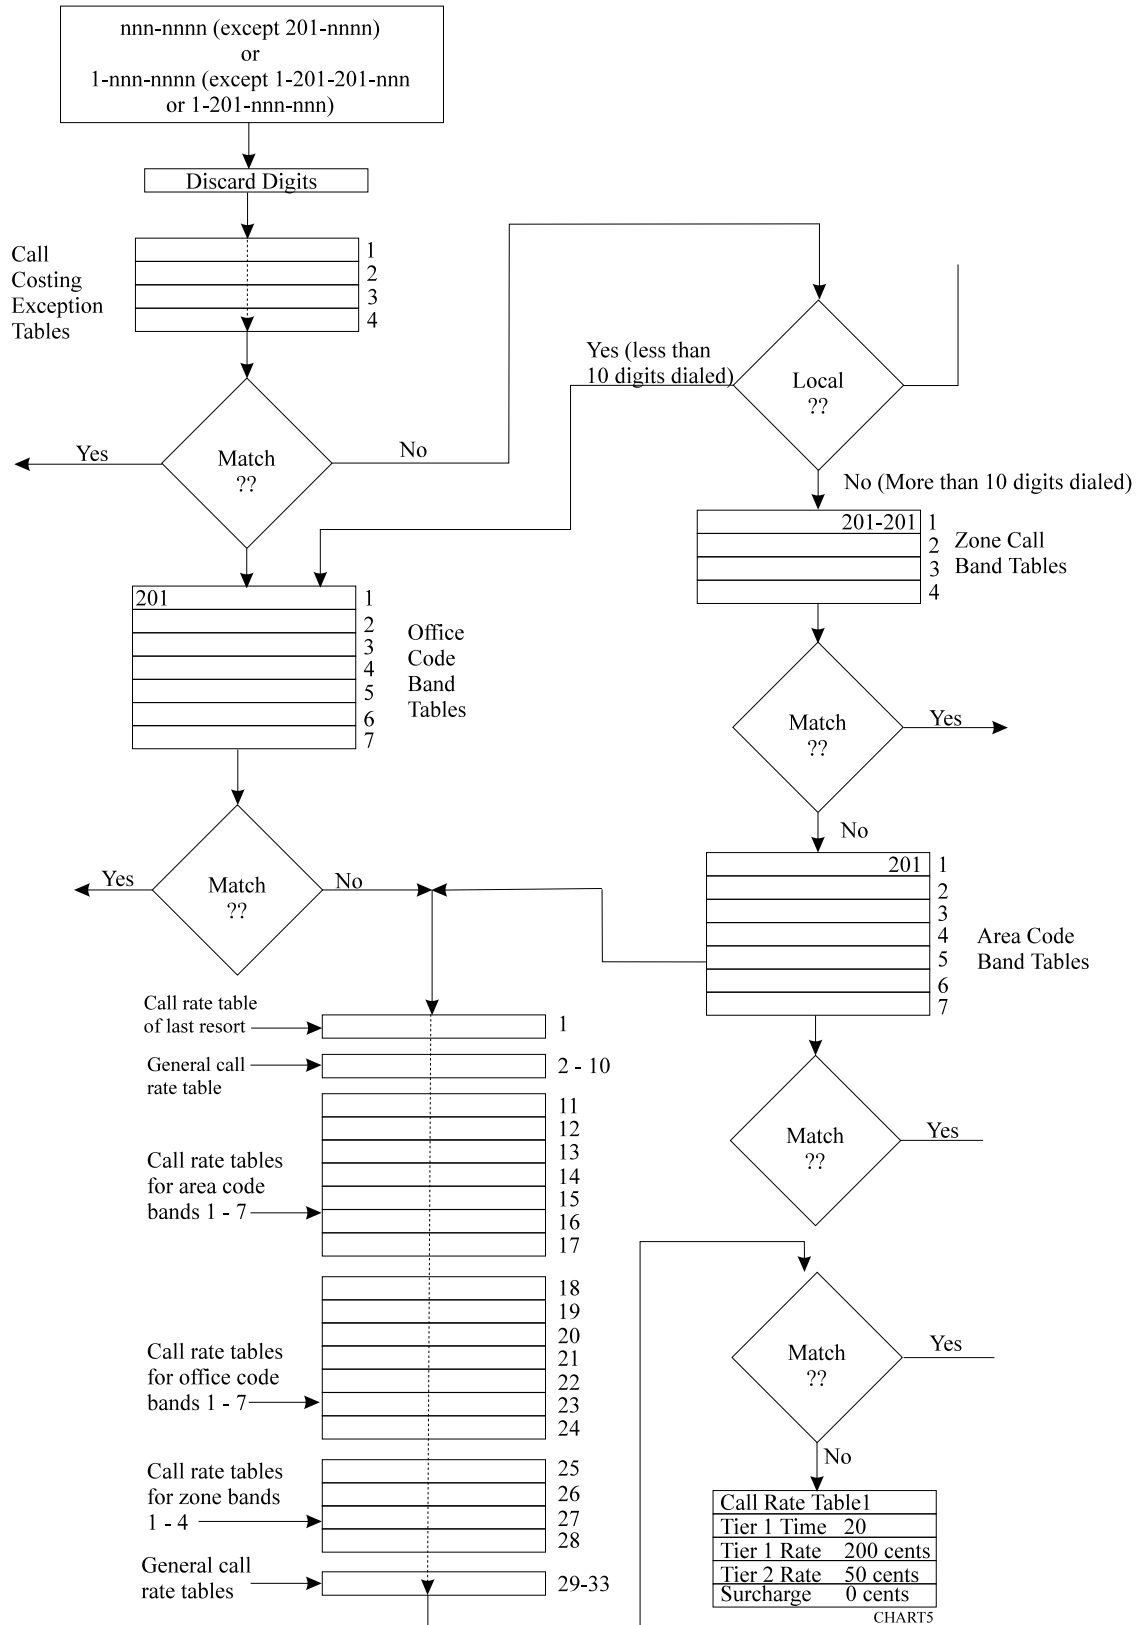 nnn-nnnn (except 201-nnnn)
or
1-nnn-nnnn (except 1-201-201-nnn
or 1-201-nnn-nnn)
Discard Digits
Call
Costing
Exception
Tables
1
2
3
4
Match
??
Yes
No
Yes (less than
10 digits dialed)
Local
??
No (More than 10 digits dialed)
201-201
1
2
3
4
Zone Call
Band Tables
201
1
2
3
4
5
6
7
Office
Code
Band
Tables
Match
??
Yes
No
Match
??
Yes
No
201
1
2
3
4
5
6
7
Area Code
Band Tables
Match
??
Yes
Call rate table
of last resort
1
General call
rate table
2 - 10
Call rate tables
for area code
bands 1 - 7
11
12
13
14
15
16
17
Call rate tables
for office code
bands 1 - 7
18
19
20
21
22
23
24
Call rate tables
for zone bands
1 - 4
25
26
27
28
General call
rate tables
29-33
Match
??
Yes
No
Call Rate Table1
Tier 1 Time 20
Tier 1 Rate 200 cents
Tier 2 Rate 50 cents
Surcharge 0 cents
CHART5